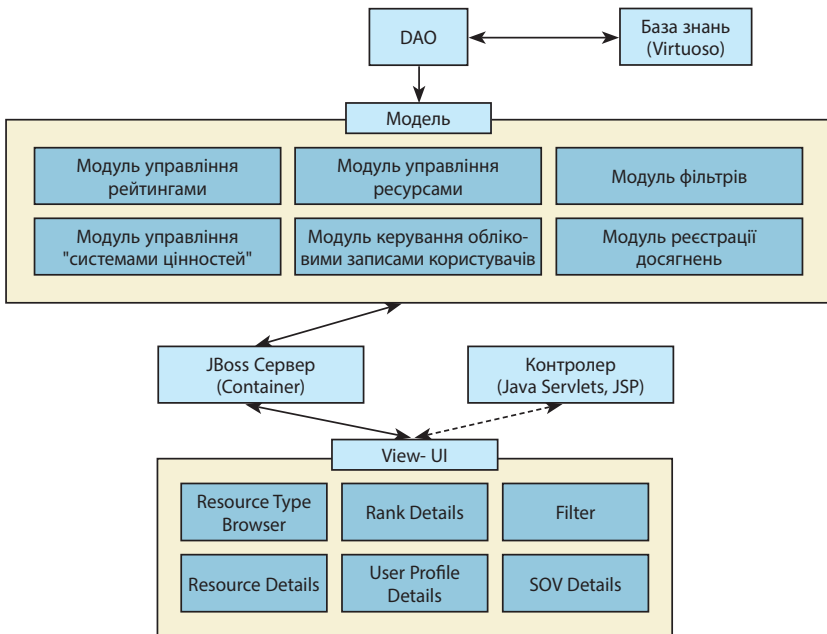 DAO
База знань
(Virtuoso)
Модель
Модуль управління
рейтингами
Модуль управління
ресурсами
Модуль фільтрів
Модуль управління
"системами цінностей"
Модуль керування обліко-
вими записами користувачів
Модуль реєстрації
досягнень
JBoss Сервер
(Container)
Контролер
(Java Servlets, JSP)
View- UI
Resource Type
Browser
Rank Details
Filter
Resource Details
User Profile
Details
SOV Details